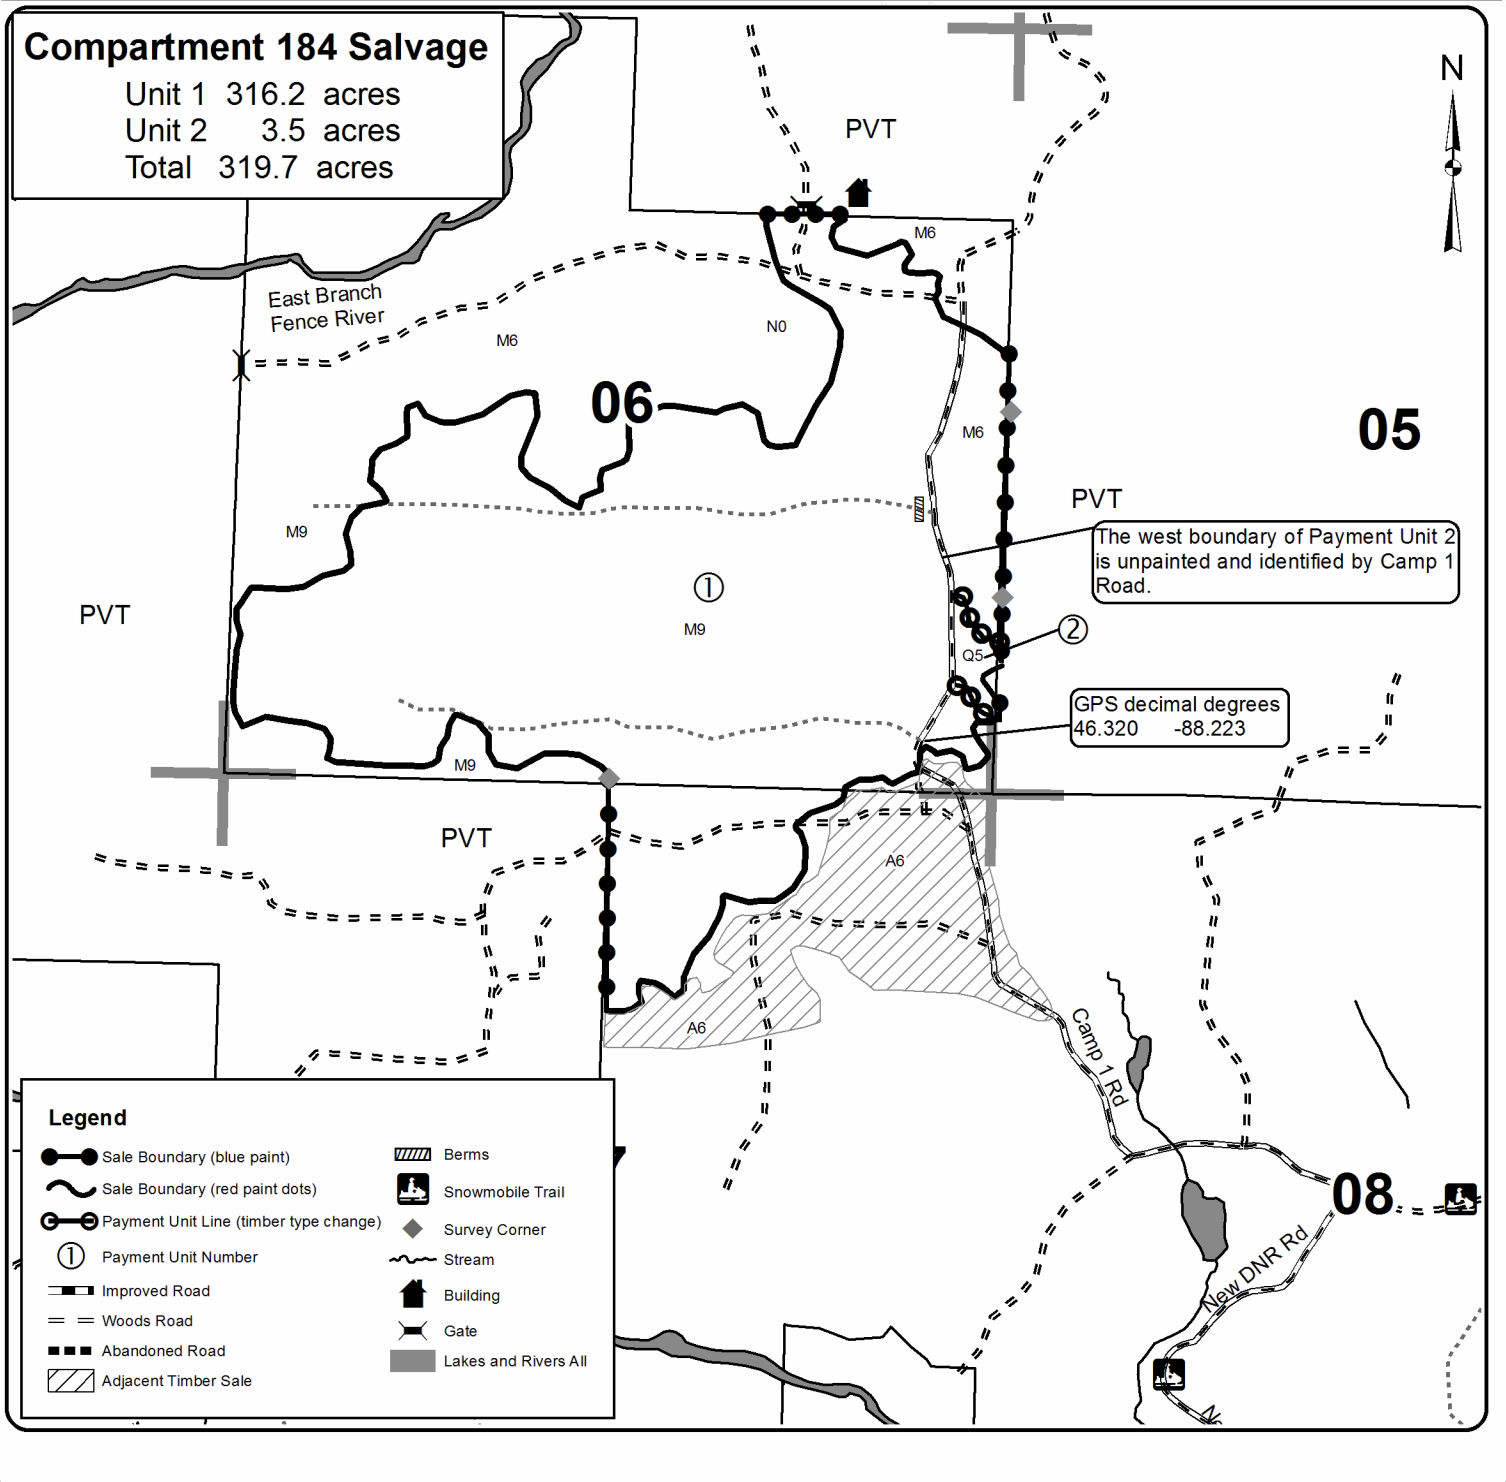 Compartment 184 Salvage
Unit 1 316.2 acres
Unit 2 3.5 acres
Total 319.7 acres
N
PVT
M6
East Branch
Fence River
M6
N0
06
05
M6
PVT
M9
The west boundary of Payment Unit 2
is unpainted and identified by Camp 1
Road.
1
PVT
M9
2
Q5
GPS decimal degrees
46.320 -88.223
M9
PVT
A6
A6
Camp 1 Rd
08
New DNR Rd
Legend
Sale Boundary (blue paint)
Sale Boundary (red paint dots)
Payment Unit Line (timber type change)
1 Payment Unit Number
Improved Road
Woods Road
Abandoned Road
Adjacent Timber Sale
Berms
Snowmobile Trail
Survey Corner
Stream
Building
Gate
Lakes and Rivers All